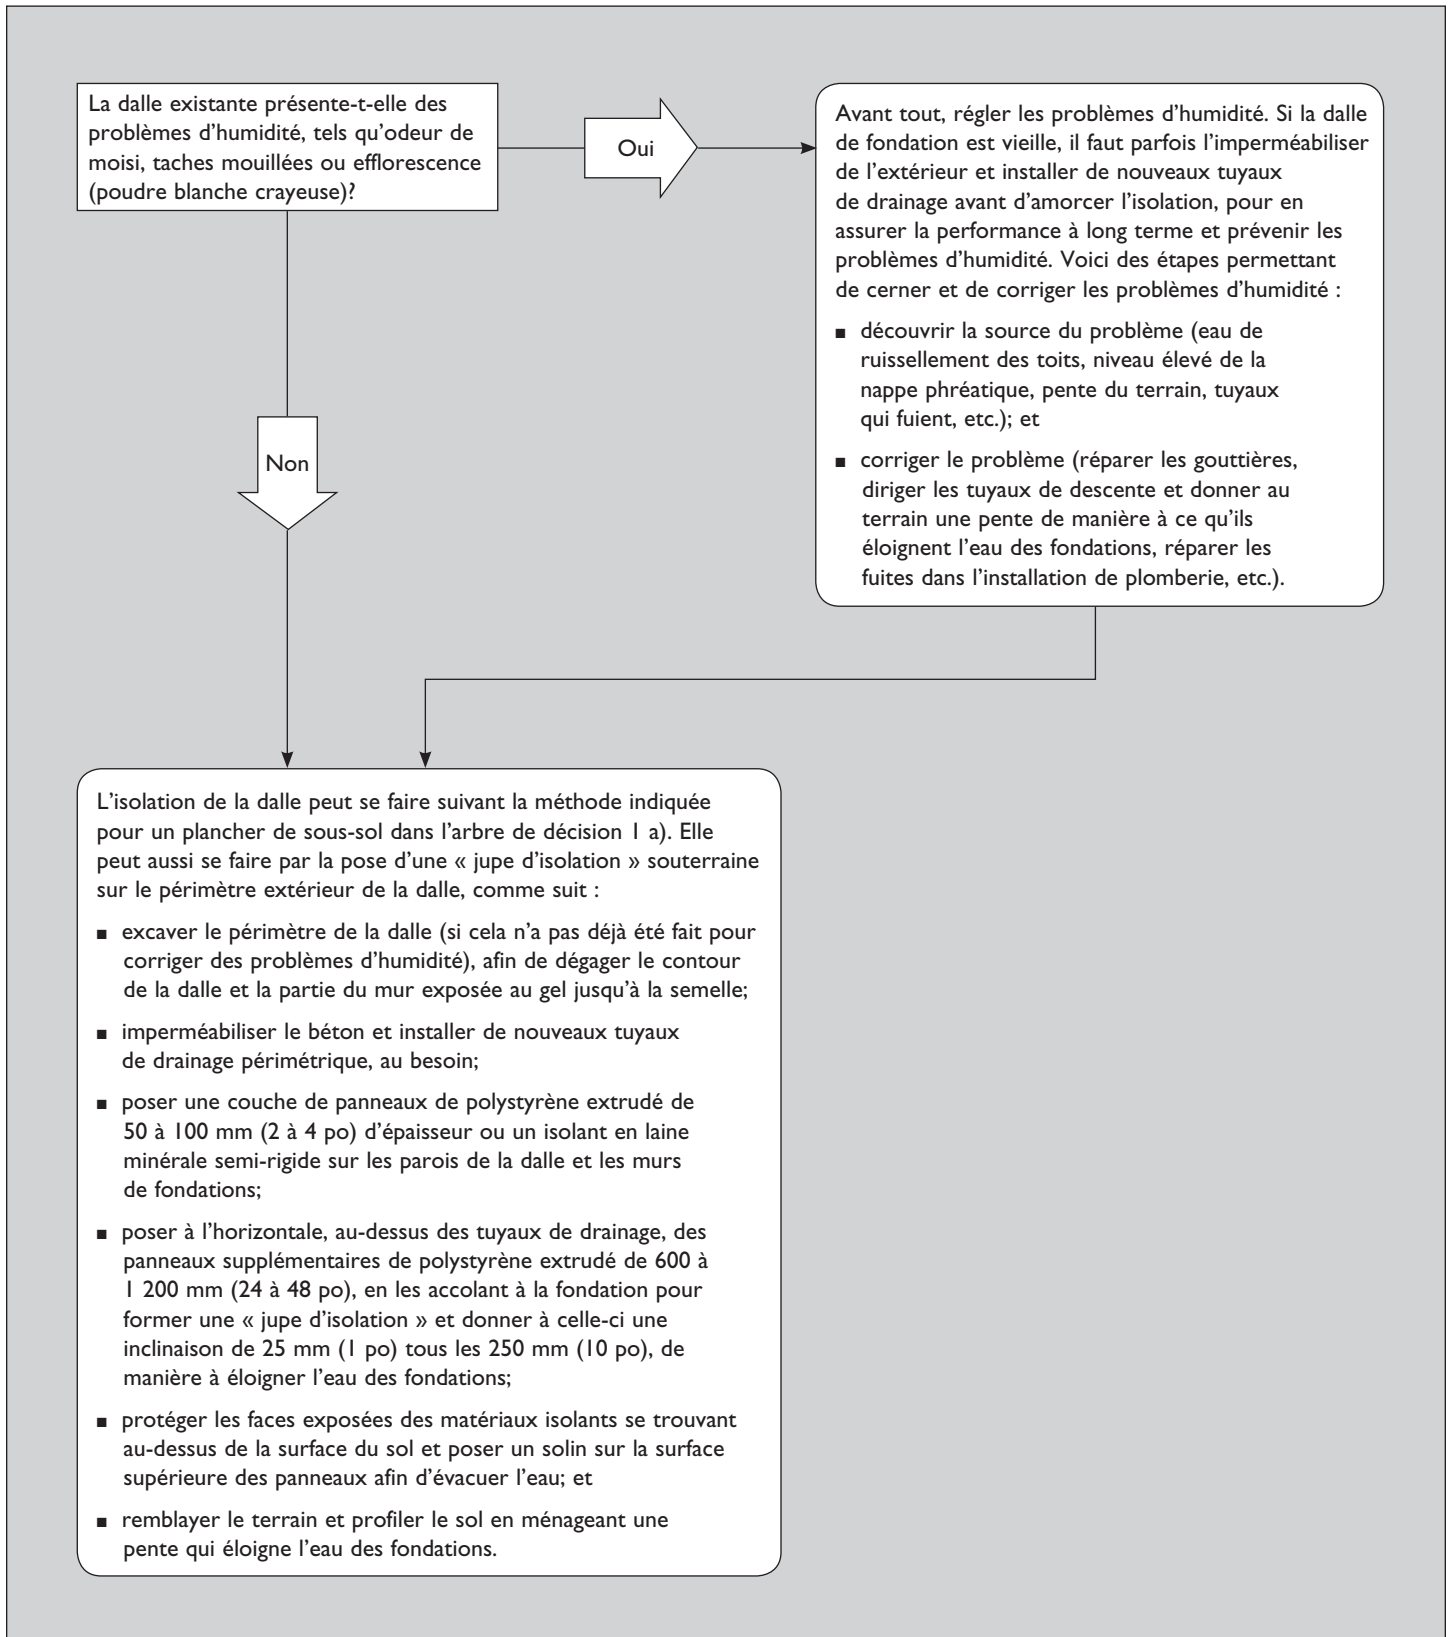 La dalle existante présente-t-elle des
problèmes d'humidité, tels qu'odeur de
moisi, taches mouillées ou efflorescence
(poudre blanche crayeuse)?
Oui
Avant tout, régler les problèmes d'humidité. Si la dalle
de fondation est vieille, il faut parfois l'imperméabiliser
de l'extérieur et installer de nouveaux tuyaux
de drainage avant d'amorcer l'isolation, pour en
assurer la performance à long terme et prévenir les
problèmes d'humidité. Voici des étapes permettant
de cerner et de corriger les problèmes d'humidité :
■ découvrir la source du problème (eau de
ruissellement des toits, niveau élevé de la
nappe phréatique, pente du terrain, tuyaux
qui fuient, etc.); et
■ corriger le problème (réparer les gouttières,
diriger les tuyaux de descente et donner au
terrain une pente de manière à ce qu'ils
éloignent l'eau des fondations, réparer les
fuites dans l'installation de plomberie, etc.).
Non
L'isolation de la dalle peut se faire suivant la méthode indiquée
pour un plancher de sous-sol dans l'arbre de décision 1 a). Elle
peut aussi se faire par la pose d'une « jupe d'isolation » souterraine
sur le périmètre extérieur de la dalle, comme suit :
■ excaver le périmètre de la dalle (si cela n'a pas déjà été fait pour
corriger des problèmes d'humidité), afin de dégager le contour
de la dalle et la partie du mur exposée au gel jusqu'à la semelle;
■ imperméabiliser le béton et installer de nouveaux tuyaux
de drainage périmétrique, au besoin;
■ poser une couche de panneaux de polystyrène extrudé de
50 à 100 mm (2 à 4 po) d'épaisseur ou un isolant en laine
minérale semi-rigide sur les parois de la dalle et les murs
de fondations;
■ poser à l'horizontale, au-dessus des tuyaux de drainage, des
panneaux supplémentaires de polystyrène extrudé de 600 à
1 200 mm (24 à 48 po), en les accolant à la fondation pour
former une « jupe d'isolation » et donner à celle-ci une
inclinaison de 25 mm (1 po) tous les 250 mm (10 po), de
manière à éloigner l'eau des fondations;
■ protéger les faces exposées des matériaux isolants se trouvant
au-dessus de la surface du sol et poser un solin sur la surface
supérieure des panneaux afin d'évacuer l'eau; et
■ remblayer le terrain et profiler le sol en ménageant une
pente qui éloigne l'eau des fondations.